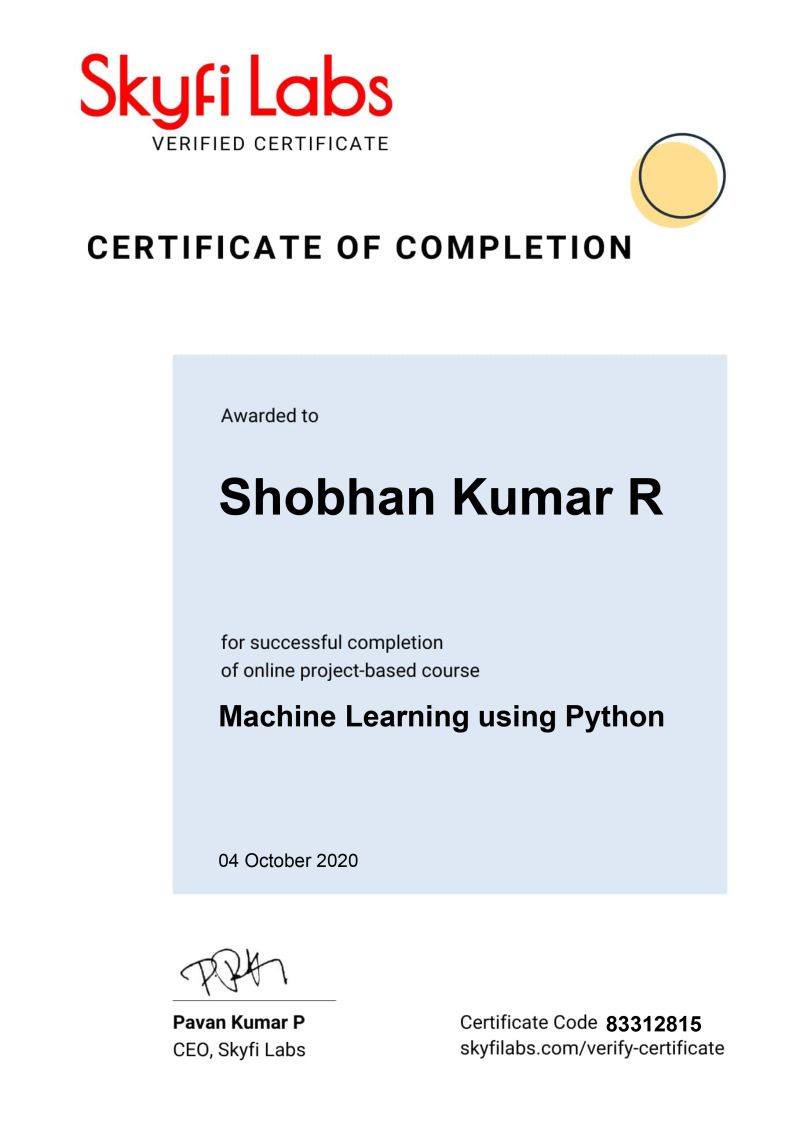 Skyfi Labs
VERIFIED CERTIFICATE
CERTIFICATE OF COMPLETION
Awarded to
Shobhan Kumar R
for successful completion
of online project-based course
Machine Learning using Python
04 October 2020
Pavan Kumar P
CEO, Skyfi Labs
Certificate Code 83312815
skyfilabs.com/verify-certificate